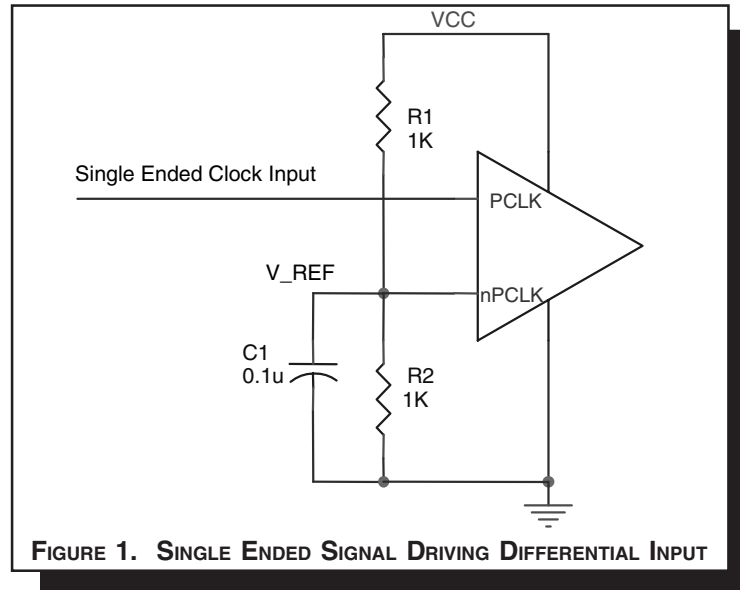 VCC
R1
1K
Single Ended Clock Input
PCLK
V_REF
nPCLK
C1
0.1u
R2
1K
FIGURE 1. SINGLE ENDED SIGNAL DRIVING DIFFERENTIAL INPUT